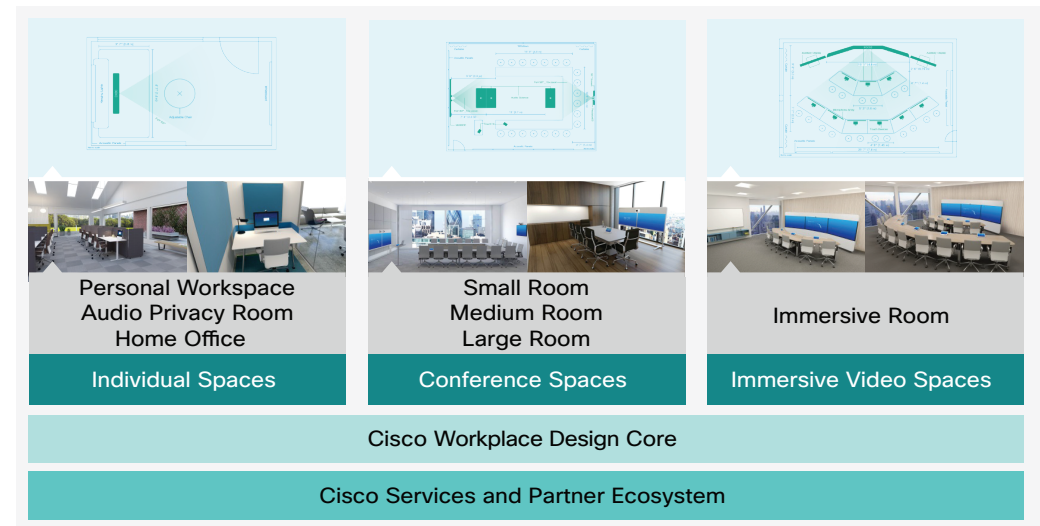 Personal Workspace
Audio Privacy Room
Home Office
Individual Spaces
Small Room
Medium Room
Large Room
Conference Spaces
Immersive Room
Immersive Video Spaces
Cisco Workplace Design Core
Cisco Services and Partner Ecosystem